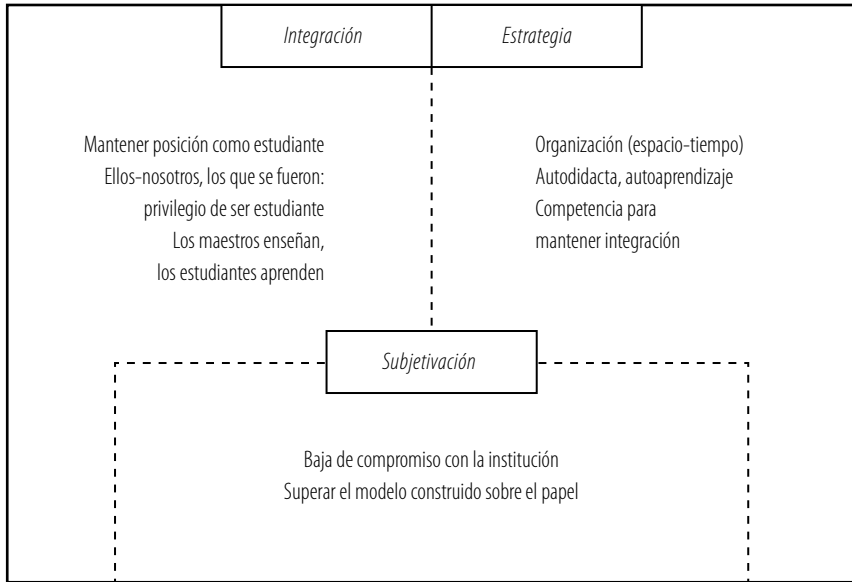 Integración
Estrategia
Mantener posición como estudiante
Ellos-nosotros, los que se fueron:
privilegio de ser estudiante
Los maestros enseñan,
los estudiantes aprenden
Organización (espacio-tiempo)
Autodidacta, autoaprendizaje
Competencia para
mantener integración
Subjetivación
Baja de compromiso con la institución
Superar el modelo construido sobre el papel